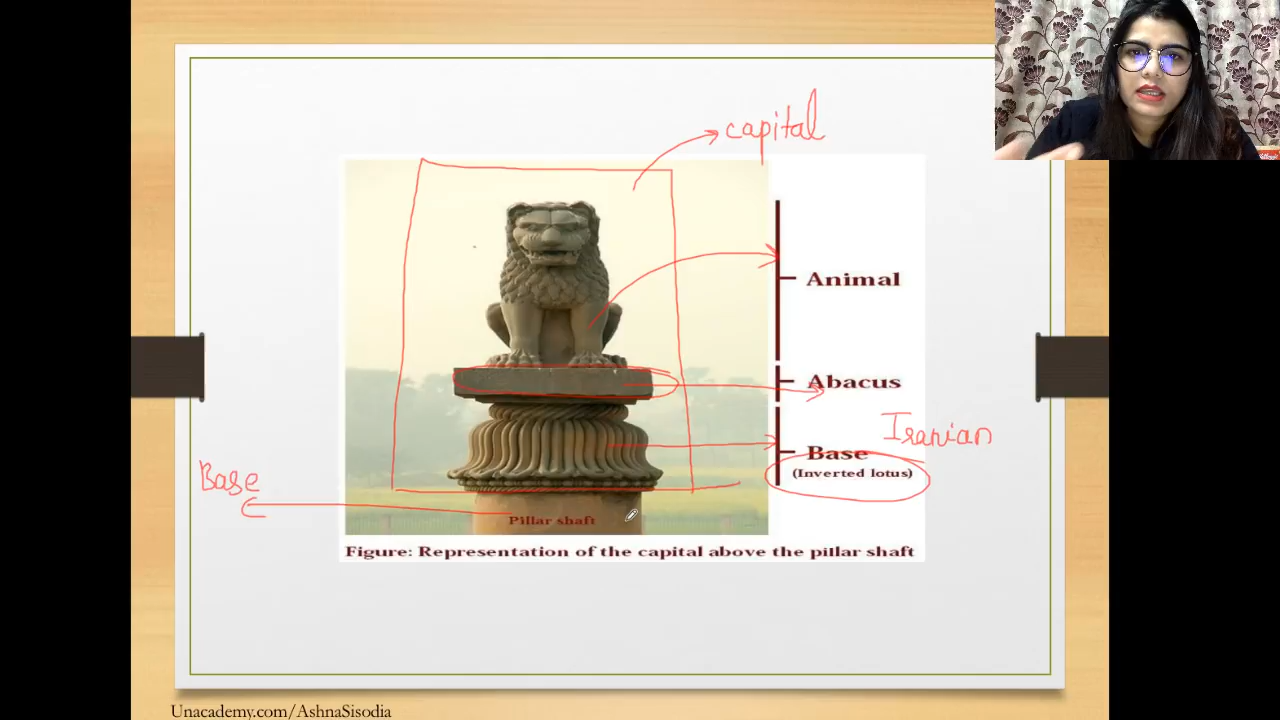 capital
Animal
Abacus
Iranian
Base
(Inverted lotus)
Base
Pillar shaft
Figure: Representation of the capital above the pillar shaft
Unacademy.com/AshnaSisodia